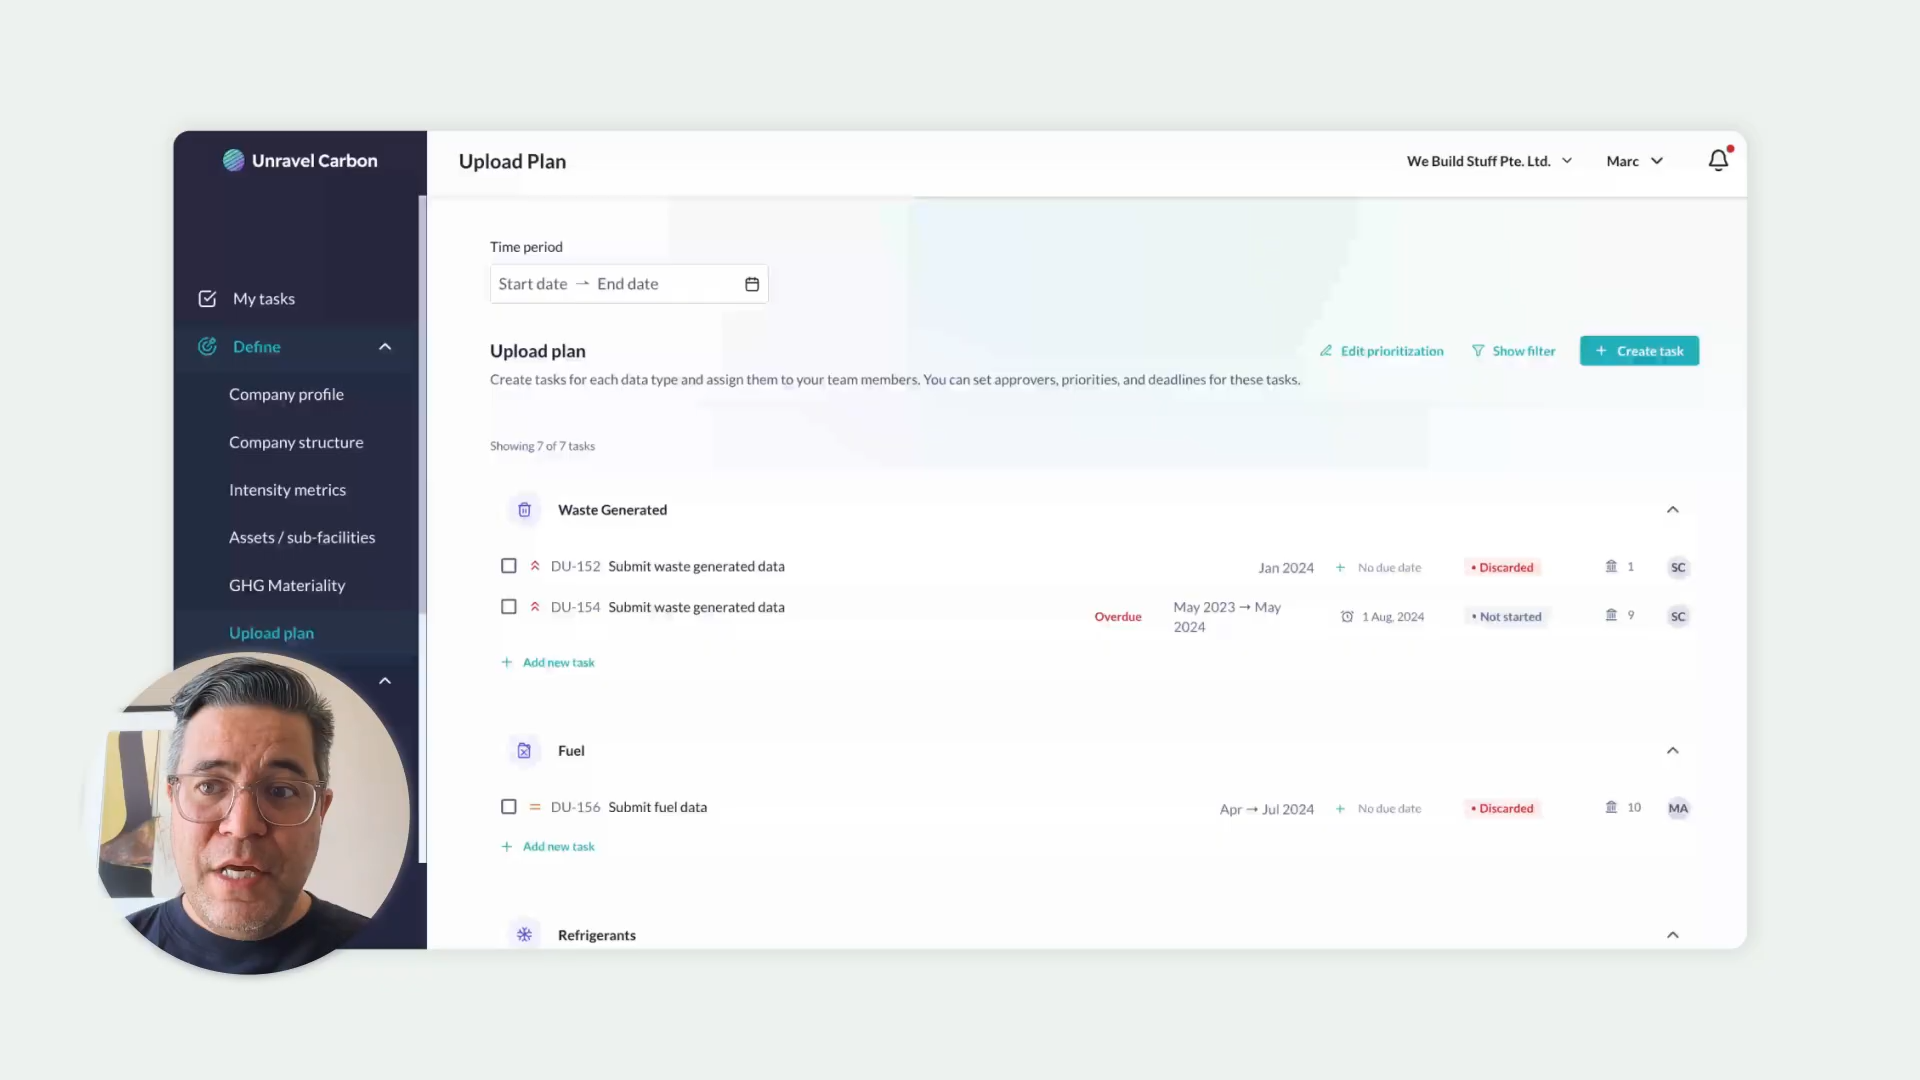 Unravel Carbon
Upload Plan
We Build Stuff Pte. Ltd.
Marc
My tasks
Define
Company profile
Company structure
Intensity metrics
Assets / sub-facilities
GHG Materiality
Upload plan
Time period
Start date → End date
Upload plan
Edit prioritization
Show filter
+ Create task
Create tasks for each data type and assign them to your team members. You can set approvers, priorities, and deadlines for these tasks.
Showing 7 of 7 tasks
Waste Generated
DU-152 Submit waste generated data Jan 2024 + No due date • Discarded 1 SC
DU-154 Submit waste generated data Overdue May 2023 → May
2024 1 Aug, 2024 • Not started 9 SC
+ Add new task
Fuel
DU-156 Submit fuel data Apr → Jul 2024 + No due date • Discarded 10 MA
+ Add new task
Refrigerants